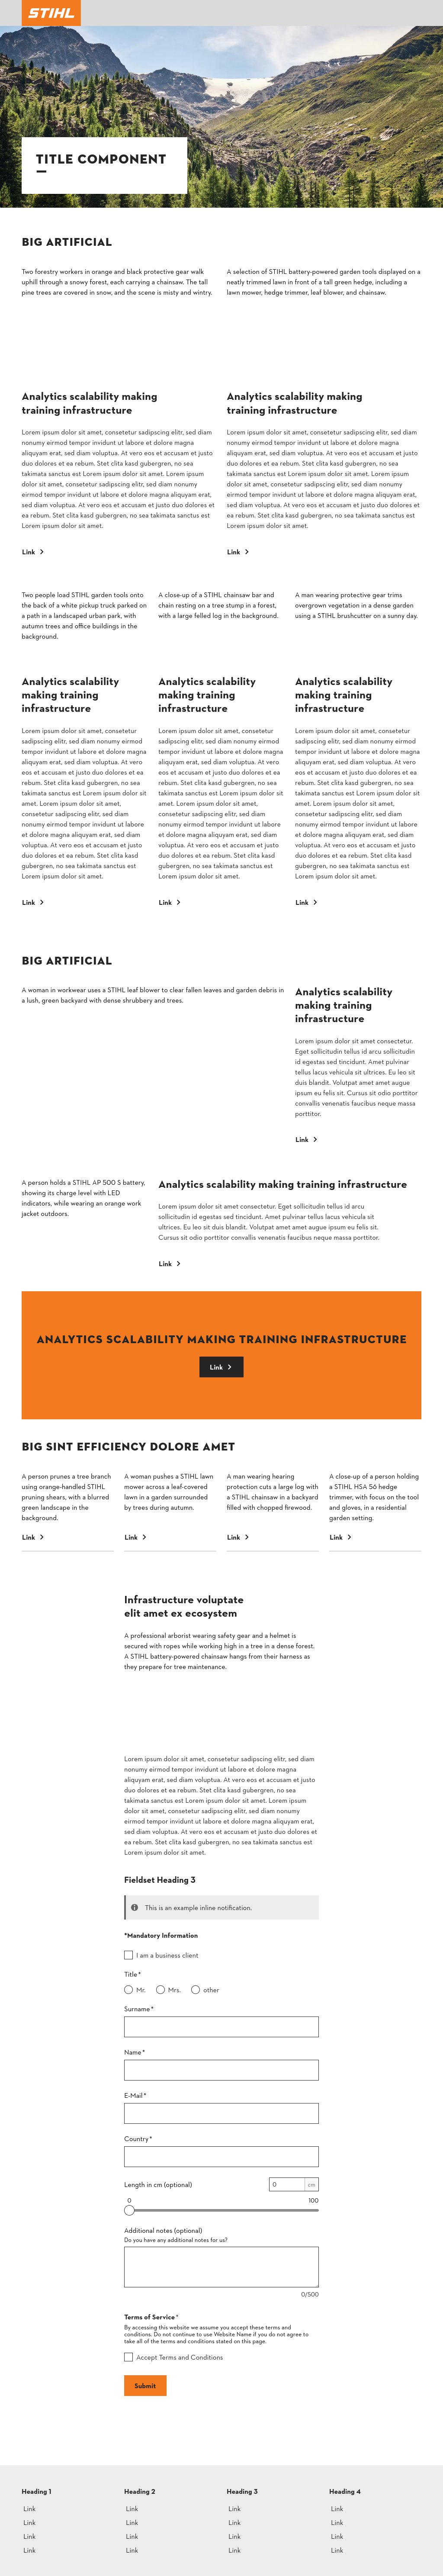 STIHL
TITLE COMPONENT
BIG ARTIFICIAL
Two forestry workers in orange and black protective gear walk
uphill through a snowy forest, each carrying a chainsaw. The tall
pine trees are covered in snow, and the scene is misty and wintry.
A selection of STIHL battery-powered garden tools displayed on a
neatly trimmed lawn in front of a tall green hedge, including a
lawn mower, hedge trimmer, leaf blower, and chainsaw.
Analytics scalability making
training infrastructure
Lorem ipsum dolor sit amet, consetetur sadipscing elitr, sed diam
nonumy eirmod tempor invidunt ut labore et dolore magna
aliquyam erat, sed diam voluptua. At vero eos et accusam et justo
duo dolores et ea rebum. Stet clita kasd gubergren, no sea
takimata sanctus est Lorem ipsum dolor sit amet. Lorem ipsum
dolor sit amet, consetetur sadipscing elitr, sed diam nonumy
eirmod tempor invidunt ut labore et dolore magna aliquyam erat,
sed diam voluptua. At vero eos et accusam et justo duo dolores et
ea rebum. Stet clita kasd gubergren, no sea takimata sanctus est
Lorem ipsum dolor sit amet.
Link
Analytics scalability making
training infrastructure
Lorem ipsum dolor sit amet, consetetur sadipscing elitr, sed diam
nonumy eirmod tempor invidunt ut labore et dolore magna
aliquyam erat, sed diam voluptua. At vero eos et accusam et justo
duo dolores et ea rebum. Stet clita kasd gubergren, no sea
takimata sanctus est Lorem ipsum dolor sit amet. Lorem ipsum
dolor sit amet, consetetur sadipscing elitr, sed diam nonumy
eirmod tempor invidunt ut labore et dolore magna aliquyam erat,
sed diam voluptua. At vero eos et accusam et justo duo dolores et
ea rebum. Stet clita kasd gubergren, no sea takimata sanctus est
Lorem ipsum dolor sit amet.
Link
Two people load STIHL garden tools onto
the back of a white pickup truck parked on
a path in a landscaped urban park, with
autumn trees and office buildings in the
background.
A close-up of a STIHL chainsaw bar and
chain resting on a tree stump in a forest,
with a large felled log in the background.
A man wearing protective gear trims
overgrown vegetation in a dense garden
using a STIHL brushcutter on a sunny day.
Analytics scalability
making training
infrastructure
Lorem ipsum dolor sit amet, consetetur
sadipscing elitr, sed diam nonumy eirmod
tempor invidunt ut labore et dolore magna
aliquyam erat, sed diam voluptua. At vero
eos et accusam et justo duo dolores et ea
rebum. Stet clita kasd gubergren, no sea
takimata sanctus est Lorem ipsum dolor sit
amet. Lorem ipsum dolor sit amet,
consetetur sadipscing elitr, sed diam
nonumy eirmod tempor invidunt ut labore
et dolore magna aliquyam erat, sed diam
voluptua. At vero eos et accusam et justo
duo dolores et ea rebum. Stet clita kasd
gubergren, no sea takimata sanctus est
Lorem ipsum dolor sit amet.
Link
Analytics scalability
making training
infrastructure
Lorem ipsum dolor sit amet, consetetur
sadipscing elitr, sed diam nonumy eirmod
tempor invidunt ut labore et dolore magna
aliquyam erat, sed diam voluptua. At vero
eos et accusam et justo duo dolores et ea
rebum. Stet clita kasd gubergren, no sea
takimata sanctus est Lorem ipsum dolor sit
amet. Lorem ipsum dolor sit amet,
consetetur sadipscing elitr, sed diam
nonumy eirmod tempor invidunt ut labore
et dolore magna aliquyam erat, sed diam
voluptua. At vero eos et accusam et justo
duo dolores et ea rebum. Stet clita kasd
gubergren, no sea takimata sanctus est
Lorem ipsum dolor sit amet.
Link
Analytics scalability
making training
infrastructure
Lorem ipsum dolor sit amet, consetetur
sadipscing elitr, sed diam nonumy eirmod
tempor invidunt ut labore et dolore magna
aliquyam erat, sed diam voluptua. At vero
eos et accusam et justo duo dolores et ea
rebum. Stet clita kasd gubergren, no sea
takimata sanctus est Lorem ipsum dolor sit
amet. Lorem ipsum dolor sit amet,
consetetur sadipscing elitr, sed diam
nonumy eirmod tempor invidunt ut labore
et dolore magna aliquyam erat, sed diam
voluptua. At vero eos et accusam et justo
duo dolores et ea rebum. Stet clita kasd
gubergren, no sea takimata sanctus est
Lorem ipsum dolor sit amet.
Link
BIG ARTIFICIAL
A woman in workwear uses a STIHL leaf blower to clear fallen leaves and garden debris in
a lush, green backyard with dense shrubbery and trees.
Analytics scalability
making training
infrastructure
Lorem ipsum dolor sit amet consectetur.
Eget sollicitudin tellus id arcu sollicitudin
id egestas sed tincidunt. Amet pulvinar
tellus lacus vehicula sit ultrices. Eu leo sit
duis blandit. Volutpat amet amet augue
ipsum eu felis sit. Cursus sit odio porttitor
convallis venenatis faucibus neque massa
porttitor.
Link
A person holds a STIHL AP 500 S battery,
showing its charge level with LED
indicators, while wearing an orange work
jacket outdoors.
Analytics scalability making training infrastructure
Lorem ipsum dolor sit amet consectetur. Eget sollicitudin tellus id arcu
sollicitudin id egestas sed tincidunt. Amet pulvinar tellus lacus vehicula sit
ultrices. Eu leo sit duis blandit. Volutpat amet amet augue ipsum eu felis sit.
Cursus sit odio porttitor convallis venenatis faucibus neque massa porttitor.
Link
ANALYTICS SCALABILITY MAKING TRAINING INFRASTRUCTURE
Link
BIG SINT EFFICIENCY DOLORE AMET
A person prunes a tree branch
using orange-handled STIHL
pruning shears, with a blurred
green landscape in the
background.
Link
A woman pushes a STIHL lawn
mower across a leaf-covered
lawn in a garden surrounded
by trees during autumn.
Link
A man wearing hearing
protection cuts a large log with
a STIHL chainsaw in a backyard
filled with chopped firewood.
Link
A close-up of a person holding
a STIHL HSA 56 hedge
trimmer, with focus on the tool
and gloves, in a residential
garden setting.
Link
Infrastructure voluptate
elit amet ex ecosystem
A professional arborist wearing safety gear and a helmet is
secured with ropes while working high in a tree in a dense forest.
A STIHL battery-powered chainsaw hangs from their harness as
they prepare for tree maintenance.
Lorem ipsum dolor sit amet, consetetur sadipscing elitr, sed diam
nonumy eirmod tempor invidunt ut labore et dolore magna
aliquyam erat, sed diam voluptua. At vero eos et accusam et justo
duo dolores et ea rebum. Stet clita kasd gubergren, no sea
takimata sanctus est Lorem ipsum dolor sit amet. Lorem ipsum
dolor sit amet, consetetur sadipscing elitr, sed diam nonumy
eirmod tempor invidunt ut labore et dolore magna aliquyam erat,
sed diam voluptua. At vero eos et accusam et justo duo dolores et
ea rebum. Stet clita kasd gubergren, no sea takimata sanctus est
Lorem ipsum dolor sit amet.
Fieldset Heading 3
This is an example inline notification.
*Mandatory Information
I am a business client
Title *
Mr. Mrs. other
Surname *
Name *
E-Mail *
Country *
Length in cm (optional) 0 cm
0 100
Additional notes (optional)
Do you have any additional notes for us?
0/500
Terms of Service *
By accessing this website we assume you accept these terms and
conditions. Do not continue to use Website Name if you do not agree to
take all of the terms and conditions stated on this page.
Accept Terms and Conditions
Submit
Heading 1
Link
Link
Link
Link
Heading 2
Link
Link
Link
Link
Heading 3
Link
Link
Link
Link
Heading 4
Link
Link
Link
Link